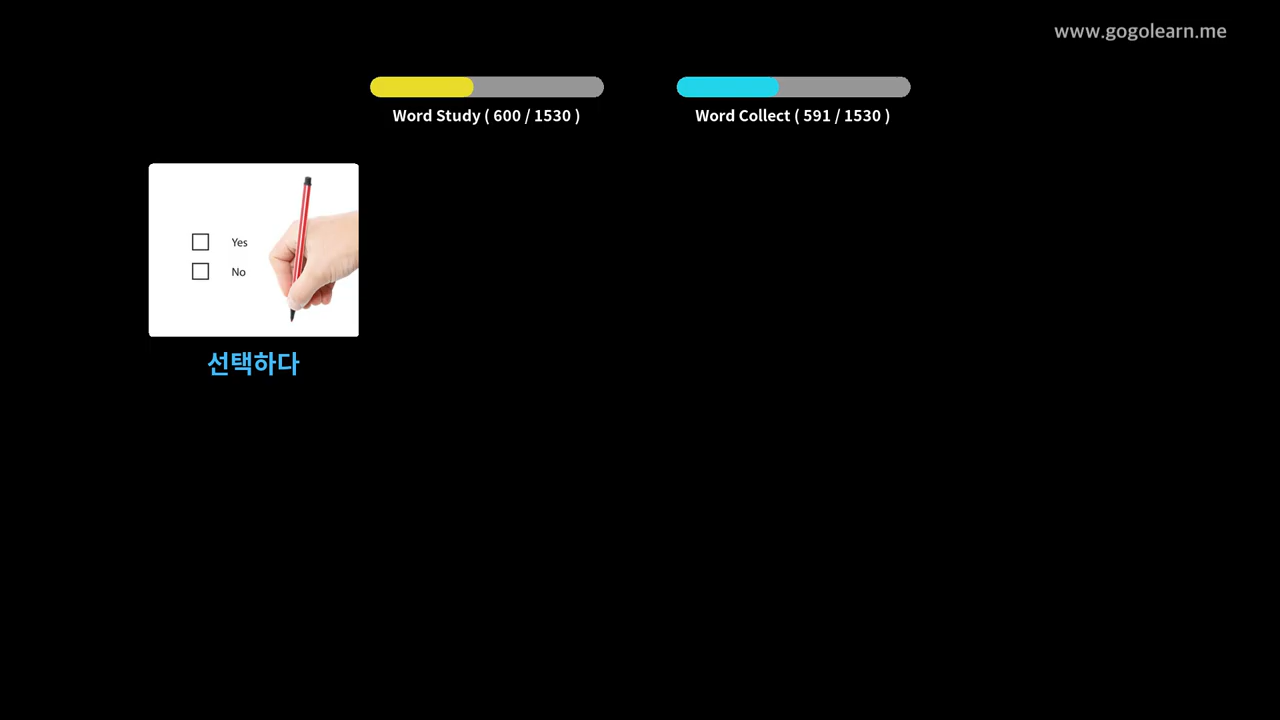 www.gogolearn.me
Word Study ( 600 / 1530 )
Word Collect ( 591 / 1530 )
Yes
No
선택하다